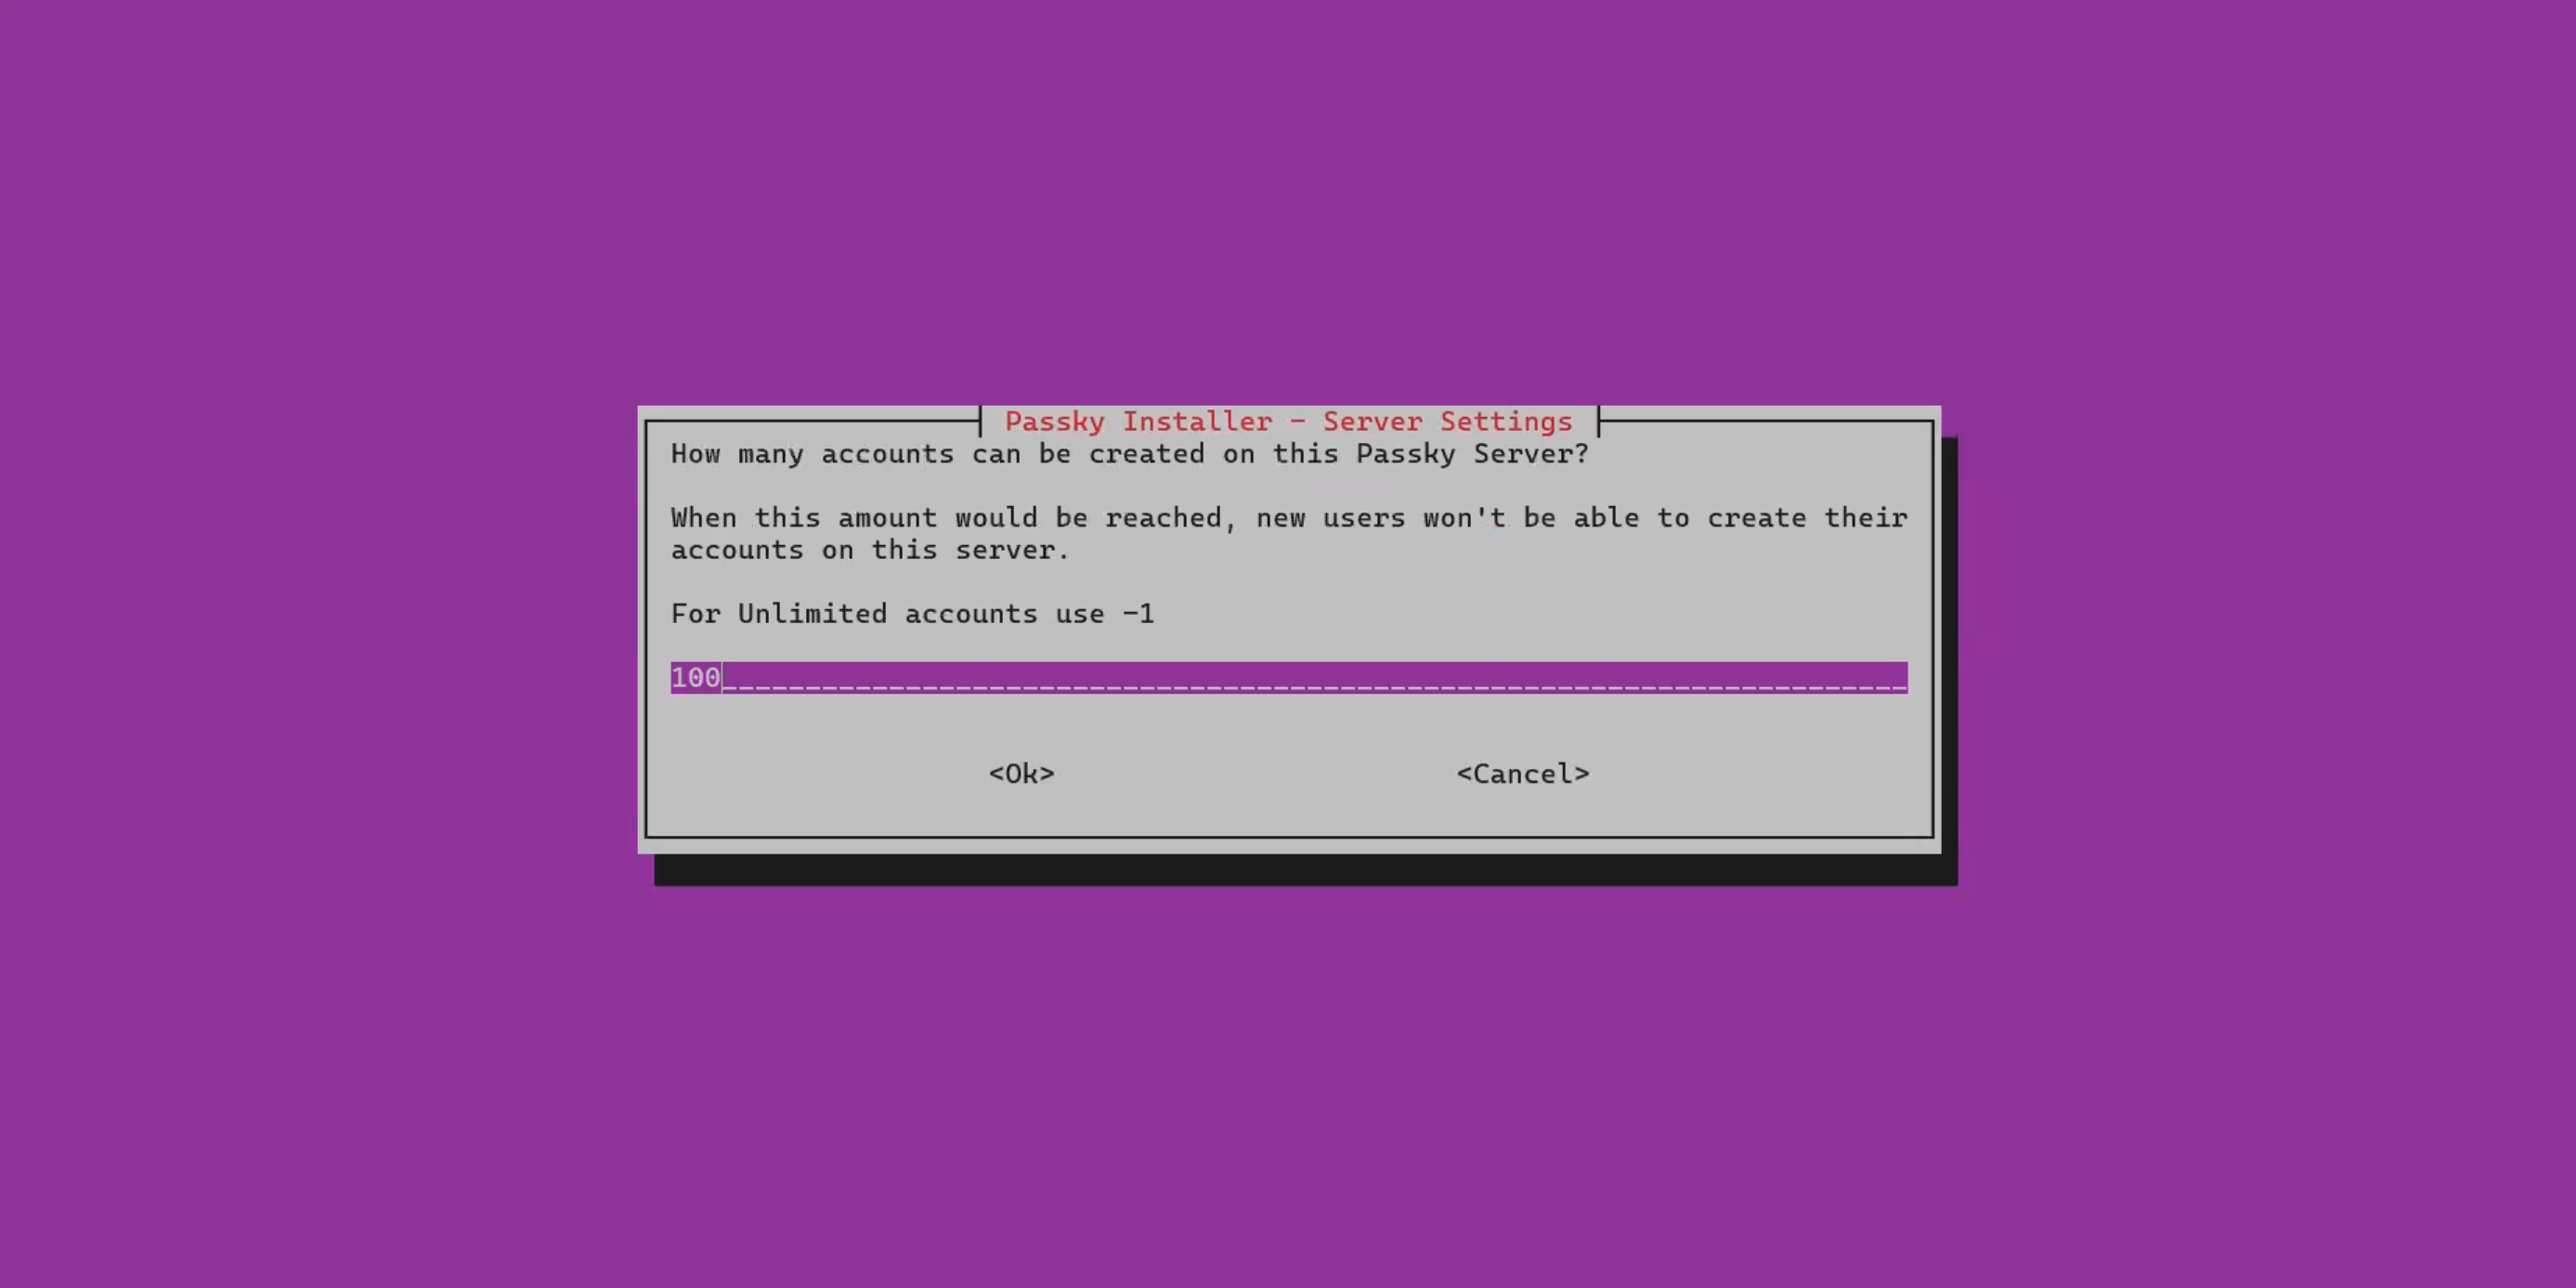 Passky Installer - Server Settings
How many accounts can be created on this Passky Server?
When this amount would be reached, new users won't be able to create their
accounts on this server.
For Unlimited accounts use -1
100
<Ok> <Cancel>